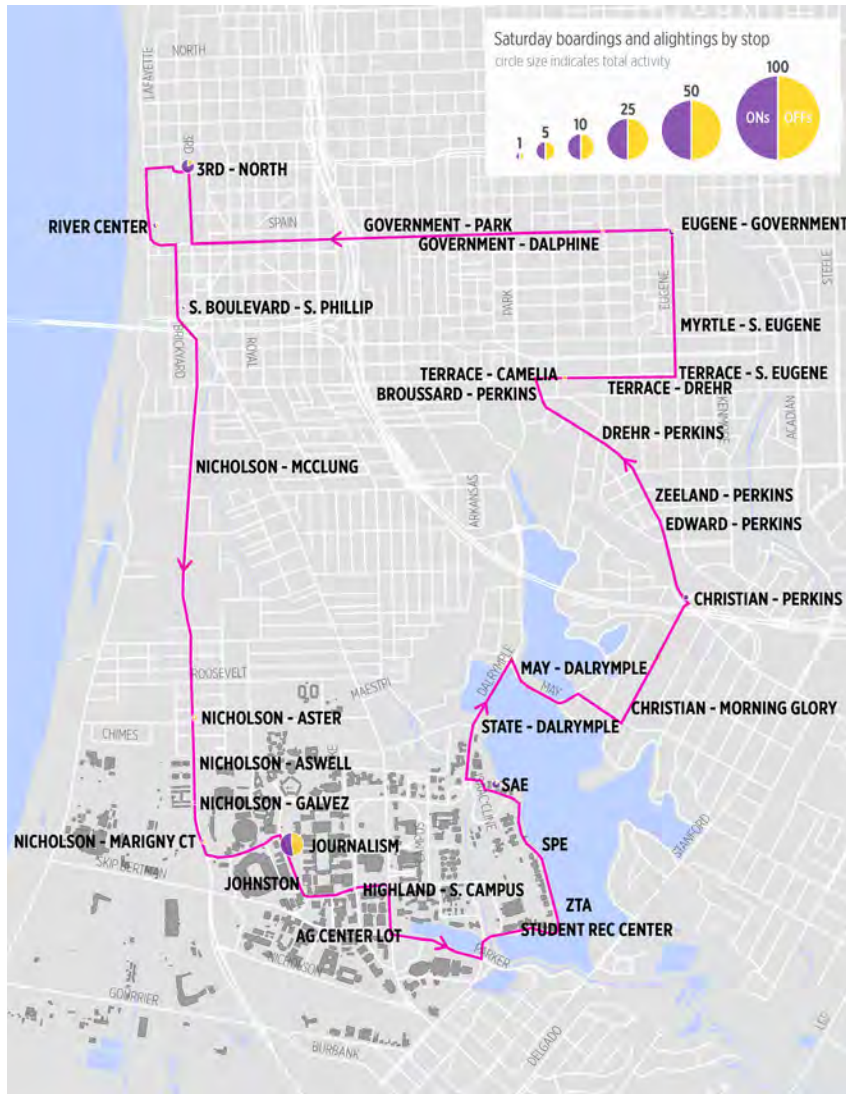 Saturday boardings and alightings by stop
circle size indicates total activity
100
50
25
10
5
1
ONs
OFFs
NORTH
LAFAYETTE
3RD
3RD - NORTH
RIVER CENTER
SPAIN
GOVERNMENT - PARK
GOVERNMENT - DALPHINE
EUGENE - GOVERNMENT
STEELE
EUGENE
PARK
S. BOULEVARD - S. PHILLIP
MYRTLE - S. EUGENE
BRICKYARD
ROYAL
TERRACE - CAMELIA
TERRACE - S. EUGENE
TERRACE - DREHR
BROUSSARD - PERKINS
ACADIAN
DREHR - PERKINS
NICHOLSON - MCCLUNG
ARKANSAS
ZEELAND - PERKINS
EDWARD - PERKINS
CHRISTIAN - PERKINS
ROOSEVELT
MAESTRI
DALRYMPLE
MAY - DALRYMPLE
MAY
CHRISTIAN - MORNING GLORY
NICHOLSON - ASTER
STATE - DALRYMPLE
CHIMES
NICHOLSON - ASWELL
SAE
NICHOLSON - GALVEZ
STANFORD
NICHOLSON - MARIGNY CT
JOURNALISM
SPE
SKIP BERTMAN
JOHNSTON
HIGHLAND - S. CAMPUS
ZTA
AG CENTER LOT
STUDENT REC CENTER
PARKER
NICHOLSON
GOURRIER
BURBANK
DELGADO